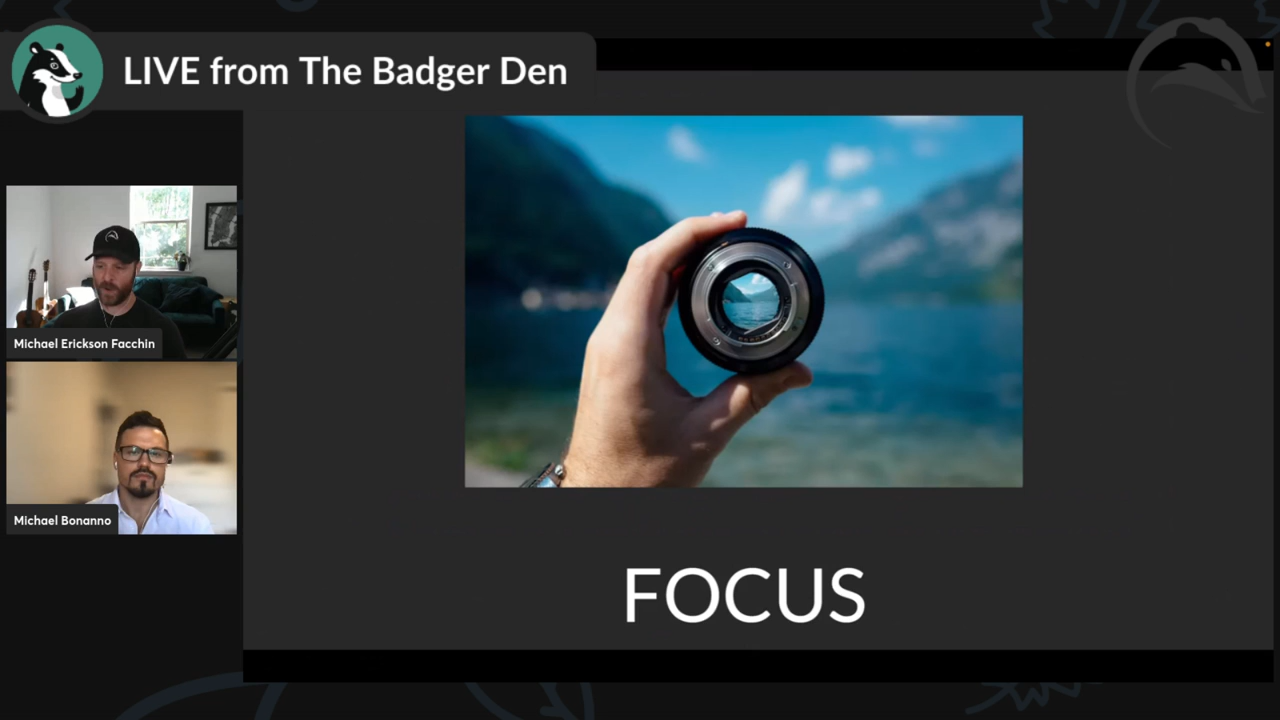 LIVE from The Badger Den
Michael Erickson Facchin
Michael Bonanno
FOCUS